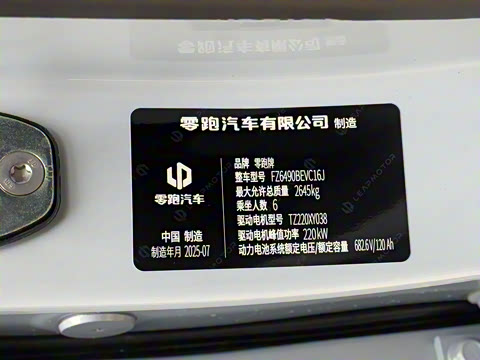 零跑汽车有限公司 制造
零跑汽车
中国 制造
制造年月 2025-07
品牌 零跑牌
整车型号 FZ6490BEVC16J
最大允许总质量 2645kg
乘坐人数 6
驱动电机型号 TZ220XY038
驱动电机峰值功率 220kW
动力电池系统额定电压/额定容量 682.6V/120Ah